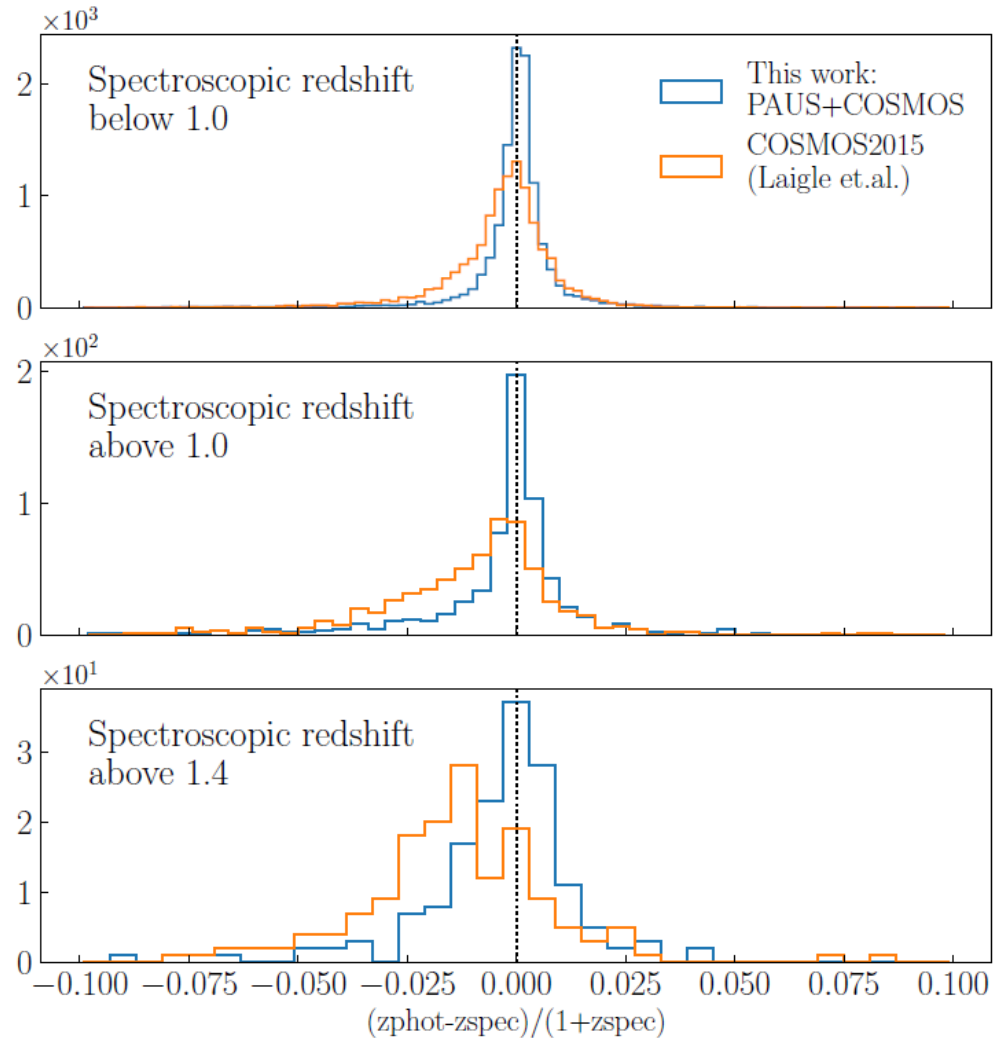 ×10³
2
1
0
Spectroscopic redshift
below 1.0
This work:
PAUS+COSMOS
COSMOS2015
(Laigle et.al.)
×10²
2
1
0
Spectroscopic redshift
above 1.0
×10¹
3
2
1
0
Spectroscopic redshift
above 1.4
−0.100 −0.075 −0.050 −0.025 0.000 0.025 0.050 0.075 0.100
(zphot-zspec)/(1+zspec)